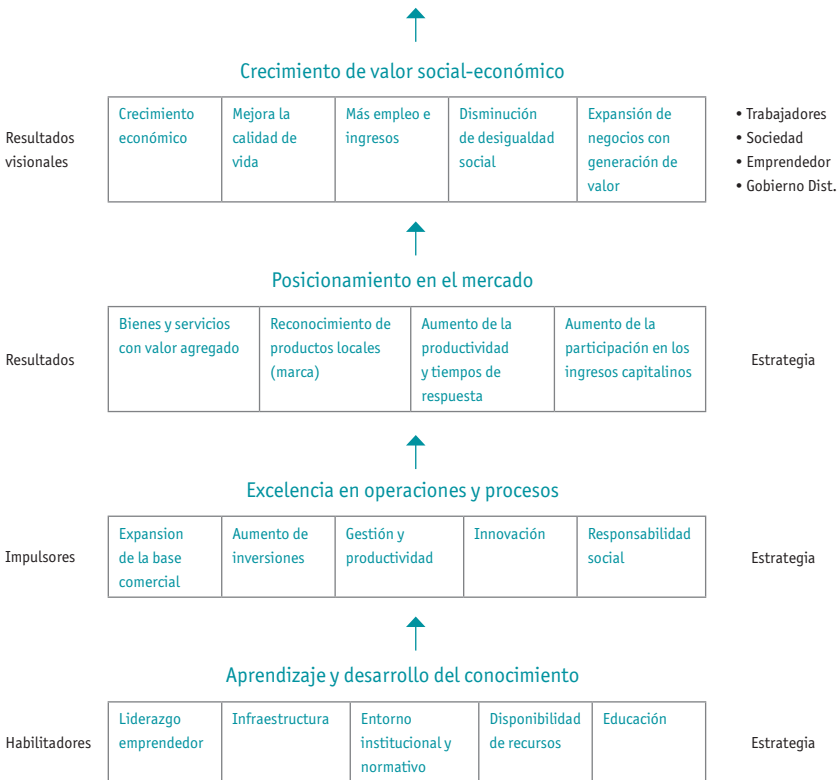 Crecimiento de valor social-económico
Resultados
visionales
Crecimiento
económico
Mejora la
calidad de
vida
Más empleo e
ingresos
Disminución
de desigualdad
social
Expansión de
negocios con
generación de
valor
• Trabajadores
• Sociedad
• Emprendedor
• Gobierno Dist.
Posicionamiento en el mercado
Resultados
Bienes y servicios
con valor agregado
Reconocimiento de
productos locales
(marca)
Aumento de la
productividad
y tiempos de
respuesta
Aumento de la
participación en los
ingresos capitalinos
Estrategia
Excelencia en operaciones y procesos
Impulsores
Expansion
de la base
comercial
Aumento de
inversiones
Gestión y
productividad
Innovación
Responsabilidad
social
Estrategia
Aprendizaje y desarrollo del conocimiento
Habilitadores
Liderazgo
emprendedor
Infraestructura
Entorno
institucional y
normativo
Disponibilidad
de recursos
Educación
Estrategia